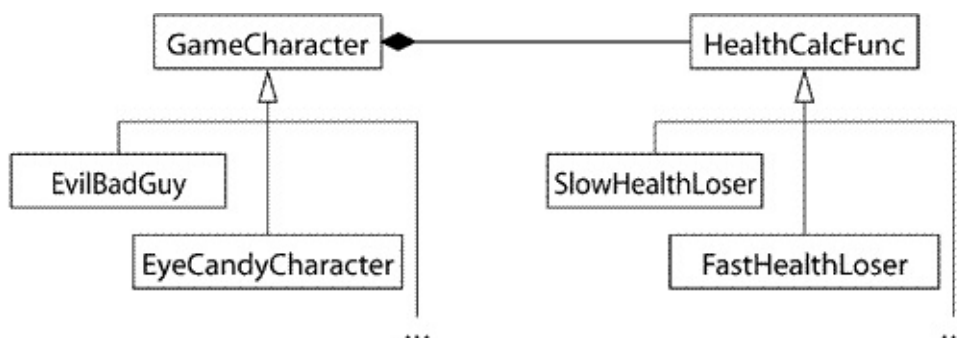 GameCharacter
HealthCalcFunc
EvilBadGuy
SlowHealthLoser
EyeCandyCharacter
FastHealthLoser
...